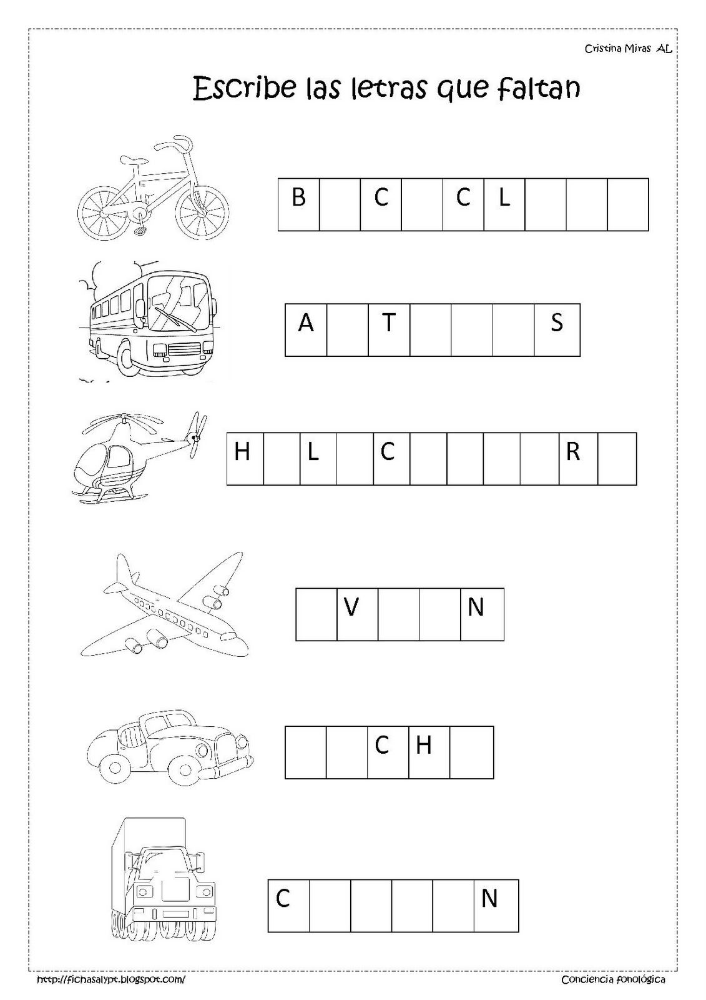 Cristina Miras AL
Escribe las letras que faltan
B C C L
A T S
H L C R
V N
C H
C N
http://fichasalypt.blogspot.com/
Conciencia fonológica